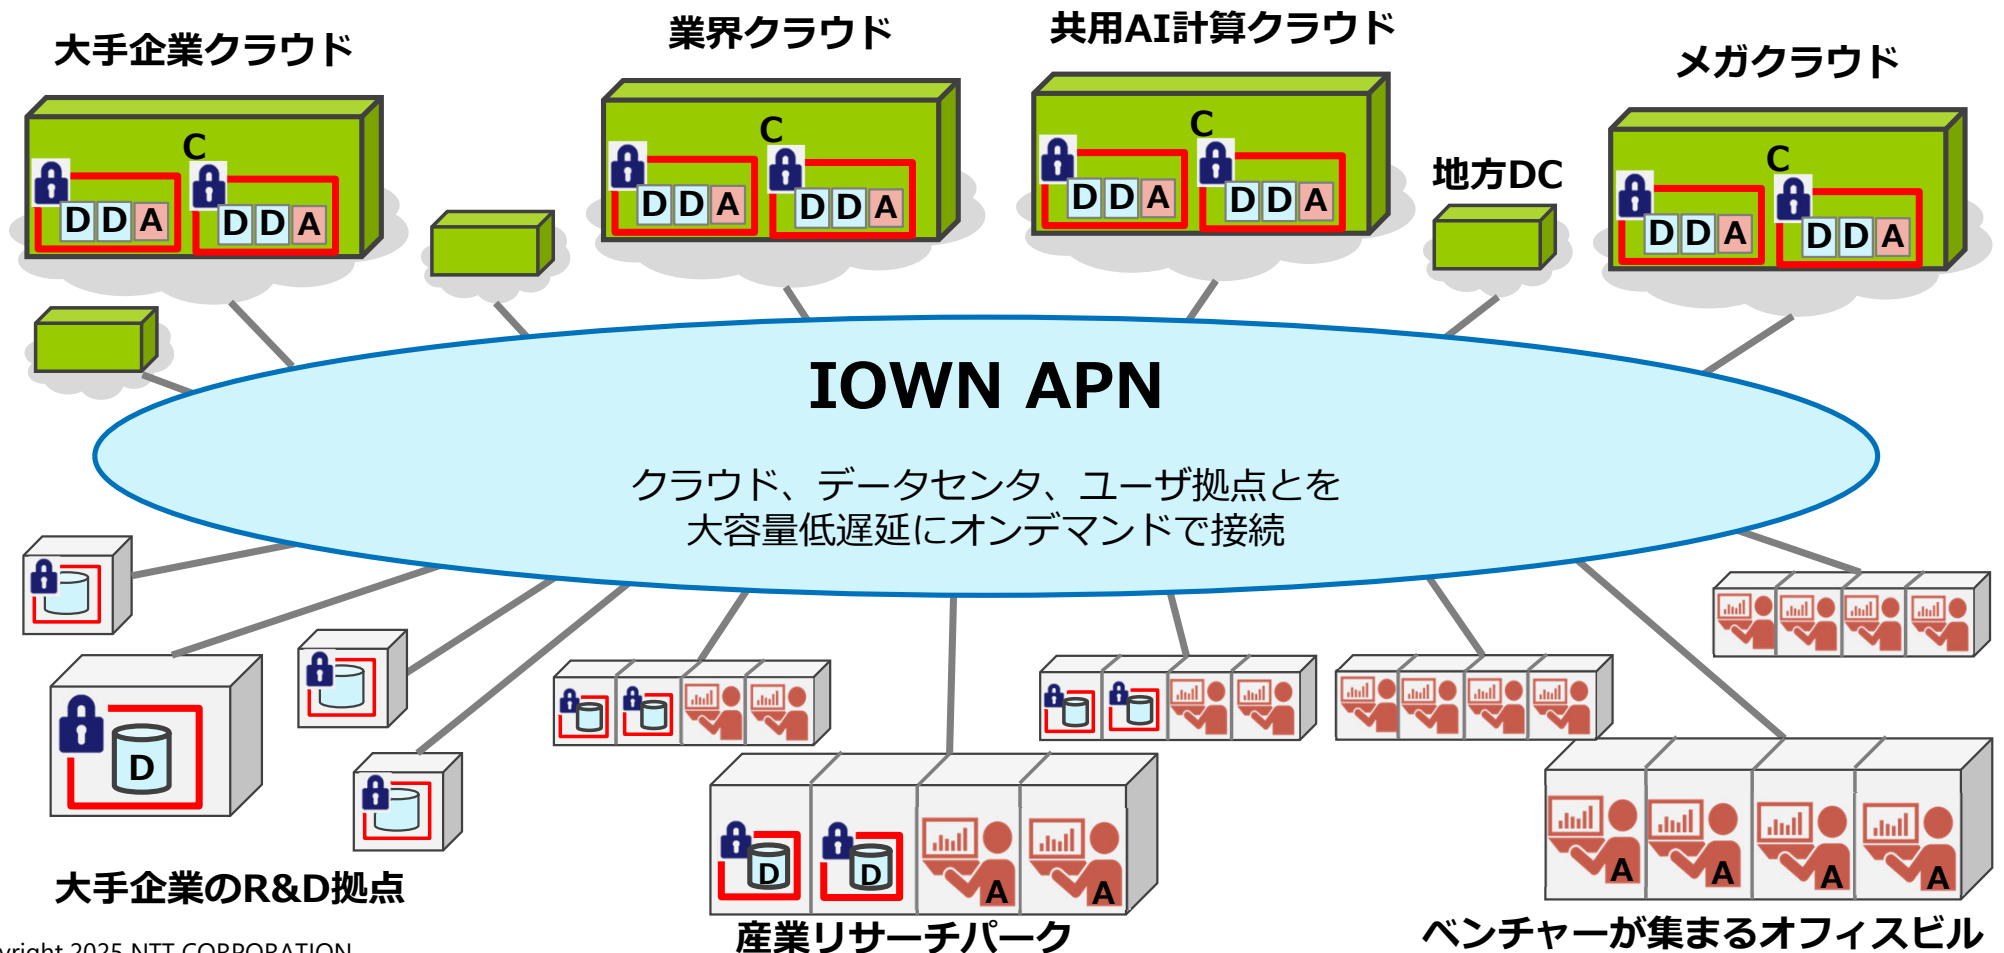 大手企業クラウド
業界クラウド
共用AI計算クラウド
メガクラウド
地方DC
C
D D A
D D A
C
D D A
D D A
C
D D A
D D A
C
D D A
D D A
IOWN APN
クラウド、データセンタ、ユーザ拠点とを
大容量低遅延にオンデマンドで接続
D
D
D
A
A
A
A
A
A
大手企業のR&D拠点
産業リサーチパーク
ベンチャーが集まるオフィスビル
yright 2025 NTT CORPORATION